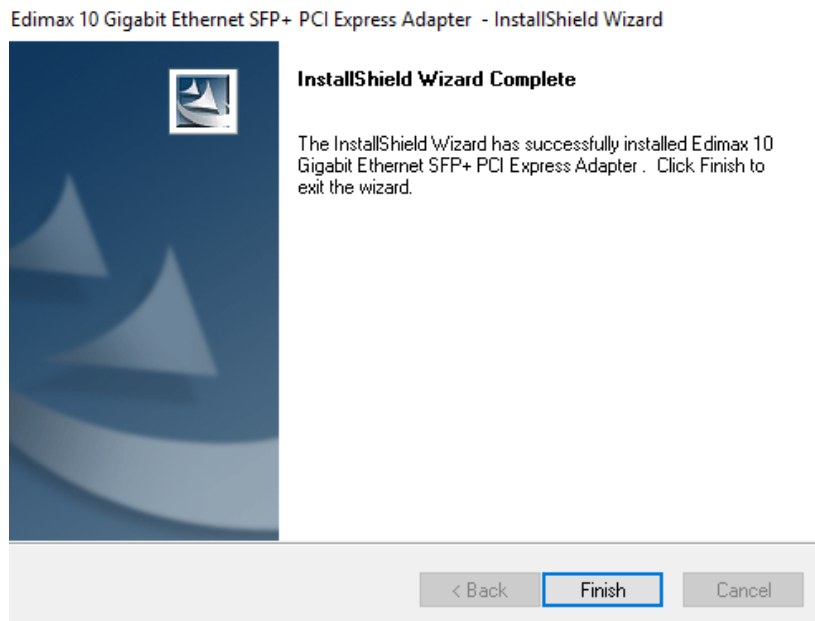 Edimax 10 Gigabit Ethernet SFP+ PCI Express Adapter - InstallShield Wizard
InstallShield Wizard Complete
The InstallShield Wizard has successfully installed Edimax 10
Gigabit Ethernet SFP+ PCI Express Adapter . Click Finish to
exit the wizard.
< Back
Finish
Cancel